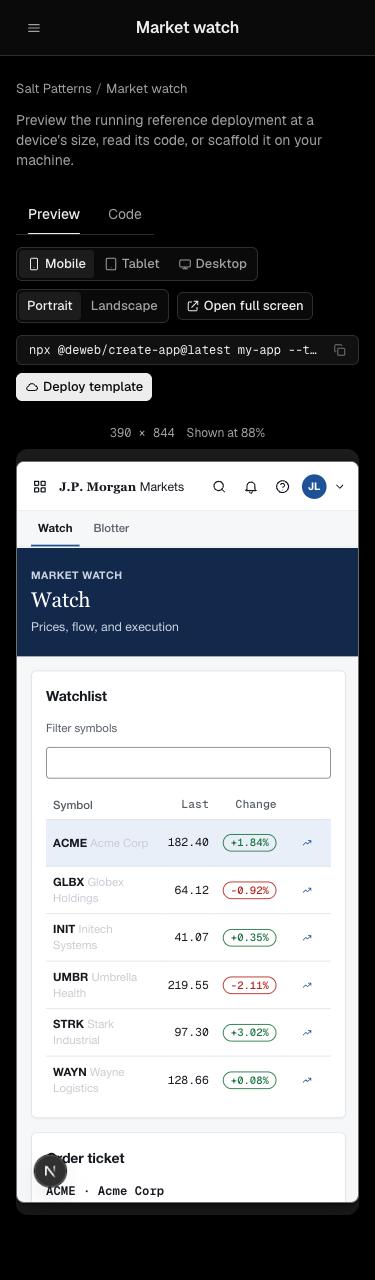 Market watch
Salt Patterns / Market watch
Preview the running reference deployment at a
device's size, read its code, or scaffold it on your
machine.
Preview Code
Mobile Tablet Desktop
Portrait Landscape Open full screen
npx @deweb/create-app@latest my-app --t…
Deploy template
390 × 844 Shown at 88%
J.P. Morgan Markets JL
Watch Blotter
MARKET WATCH
Watch
Prices, flow, and execution
Watchlist
Filter symbols
Symbol Last Change
ACME Acme Corp 182.40 +1.84%
GLBX Globex
Holdings 64.12 -0.92%
INIT Initech
Systems 41.07 +0.35%
UMBR Umbrella
Health 219.55 -2.11%
STRK Stark
Industrial 97.30 +3.02%
WAYN Wayne
Logistics 128.66 +0.08%
Order ticket
N
ACME · Acme Corp